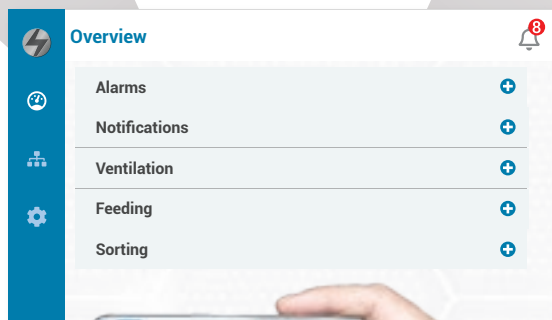 Overview
8
Alarms
Notifications
Ventilation
Feeding
Sorting